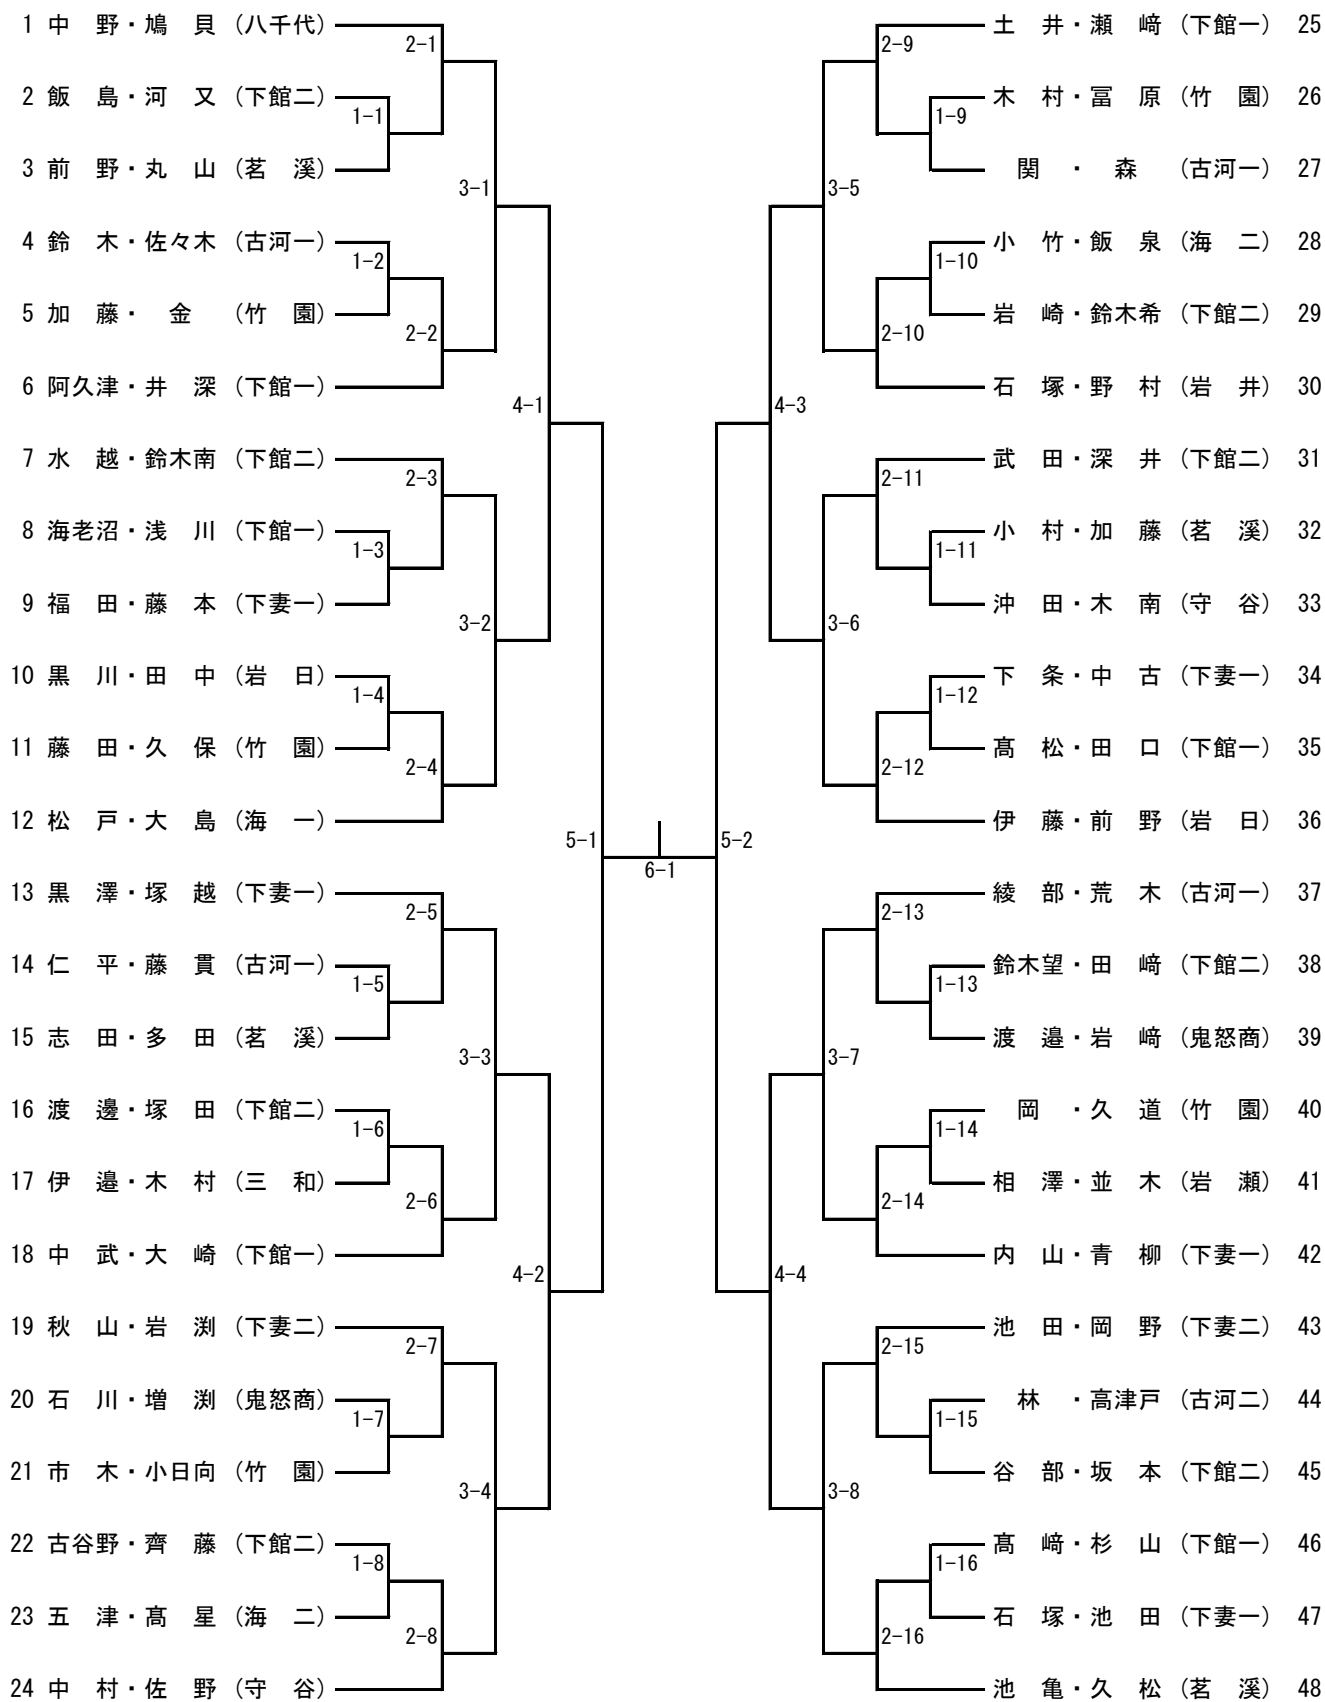 1 中　野・鳩　貝 (八千代)
2-1
2 飯　島・河　又 (下館二)
1-1
3 前　野・丸　山 (茗　溪)
3-1
4 鈴　木・佐々木 (古河一)
1-2
5 加　藤・　金　 (竹　園)
2-2
6 阿久津・井　深 (下館一)
4-1
7 水　越・鈴木南 (下館二)
2-3
8 海老沼・浅　川 (下館一)
1-3
9 福　田・藤　本 (下妻一)
3-2
10 黒　川・田　中 (岩　日)
1-4
11 藤　田・久　保 (竹　園)
2-4
12 松　戸・大　島 (海　一)
5-1
13 黒　澤・塚　越 (下妻一)
2-5
14 仁　平・藤　貫 (古河一)
1-5
15 志　田・多　田 (茗　溪)
3-3
16 渡　邊・塚　田 (下館二)
1-6
17 伊　邉・木　村 (三　和)
2-6
18 中　武・大　崎 (下館一)
4-2
19 秋　山・岩　渕 (下妻二)
2-7
20 石　川・増　渕 (鬼怒商)
1-7
21 市　木・小日向 (竹　園)
3-4
22 古谷野・齊　藤 (下館二)
1-8
23 五　津・髙　星 (海　二)
2-8
24 中　村・佐　野 (守　谷)
6-1
土　井・瀬　﨑 (下館一) 25
2-9
木　村・冨　原 (竹　園) 26
1-9
関　・　森　 (古河一) 27
3-5
小　竹・飯　泉 (海　二) 28
1-10
岩　崎・鈴木希 (下館二) 29
2-10
石　塚・野　村 (岩　井) 30
4-3
武　田・深　井 (下館二) 31
2-11
小　村・加　藤 (茗　溪) 32
1-11
沖　田・木　南 (守　谷) 33
3-6
下　条・中　古 (下妻一) 34
1-12
髙　松・田　口 (下館一) 35
2-12
伊　藤・前　野 (岩　日) 36
5-2
綾　部・荒　木 (古河一) 37
2-13
鈴木望・田　﨑 (下館二) 38
1-13
渡　邉・岩　﨑 (鬼怒商) 39
3-7
岡　・久　道 (竹　園) 40
1-14
相　澤・並　木 (岩　瀬) 41
2-14
内　山・青　柳 (下妻一) 42
4-4
池　田・岡　野 (下妻二) 43
2-15
林　・高津戸 (古河二) 44
1-15
谷　部・坂　本 (下館二) 45
3-8
髙　﨑・杉　山 (下館一) 46
1-16
石　塚・池　田 (下妻一) 47
2-16
池　亀・久　松 (茗　溪) 48